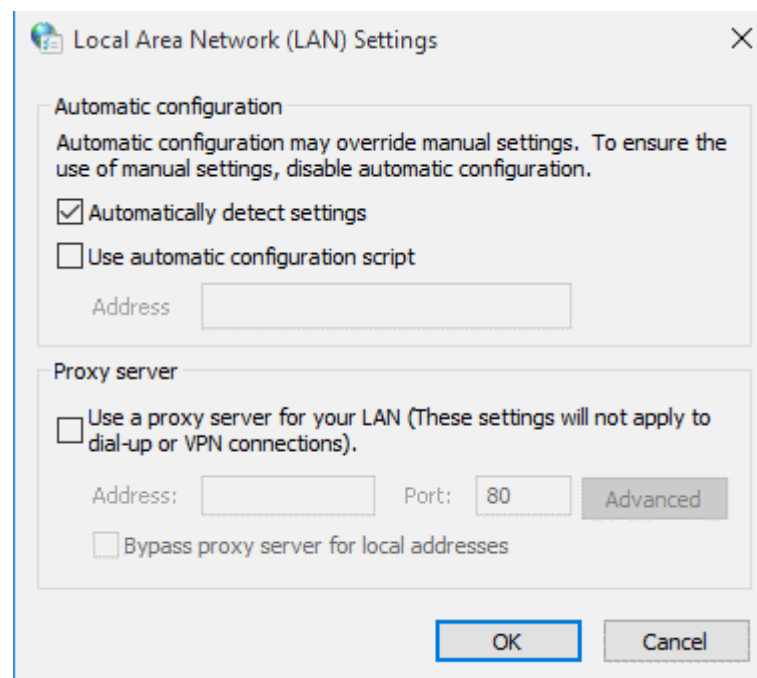 Local Area Network (LAN) Settings
Automatic configuration
Automatic configuration may override manual settings.  To ensure the
use of manual settings, disable automatic configuration.
Automatically detect settings
Use automatic configuration script
Address
Proxy server
Use a proxy server for your LAN (These settings will not apply to
dial-up or VPN connections).
Address: Port: 80 Advanced
Bypass proxy server for local addresses
OK Cancel